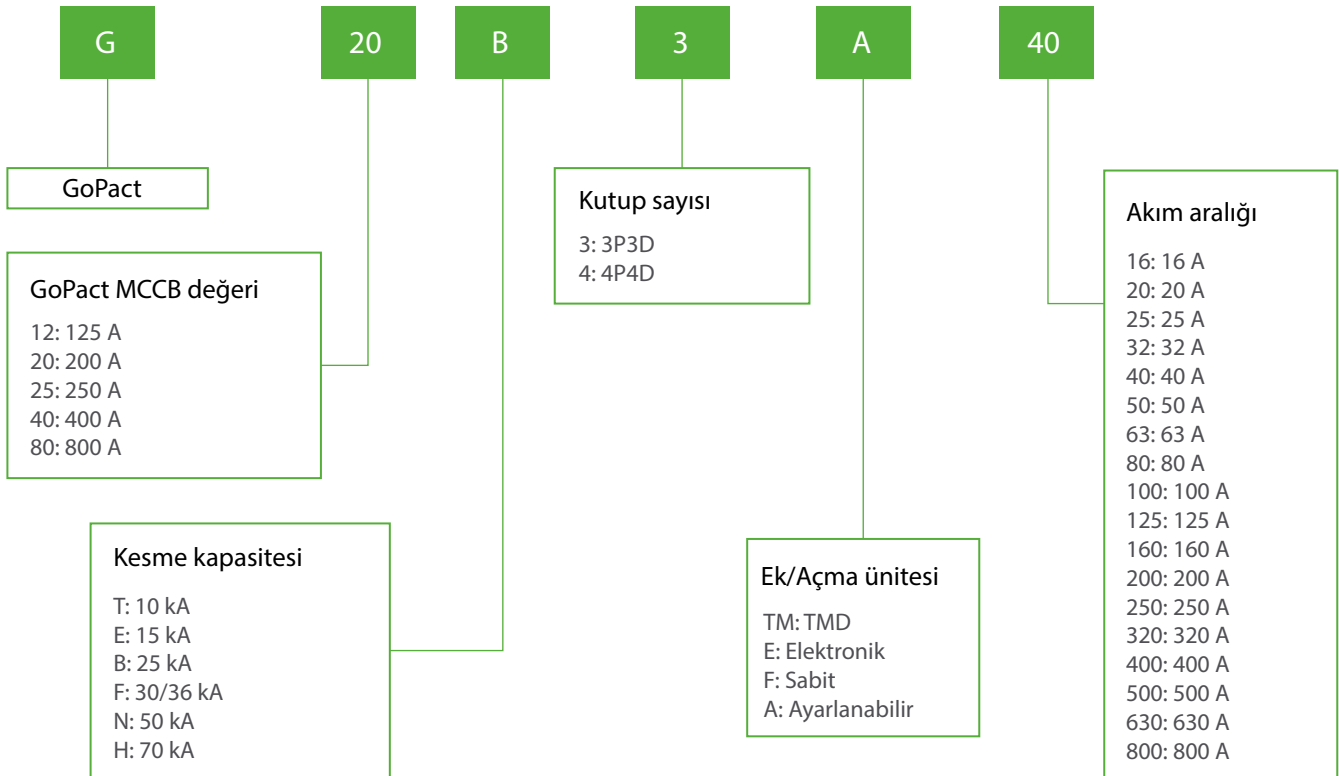 G
20
B
3
A
40
GoPact
GoPact MCCB değeri
12: 125 A
20: 200 A
25: 250 A
40: 400 A
80: 800 A
Kesme kapasitesi
T: 10 kA
E: 15 kA
B: 25 kA
F: 30/36 kA
N: 50 kA
H: 70 kA
Kutup sayısı
3: 3P3D
4: 4P4D
Ek/Açma ünitesi
TM: TMD
E: Elektronik
F: Sabit
A: Ayarlanabilir
Akım aralığı
16: 16 A
20: 20 A
25: 25 A
32: 32 A
40: 40 A
50: 50 A
63: 63 A
80: 80 A
100: 100 A
125: 125 A
160: 160 A
200: 200 A
250: 250 A
320: 320 A
400: 400 A
500: 500 A
630: 630 A
800: 800 A